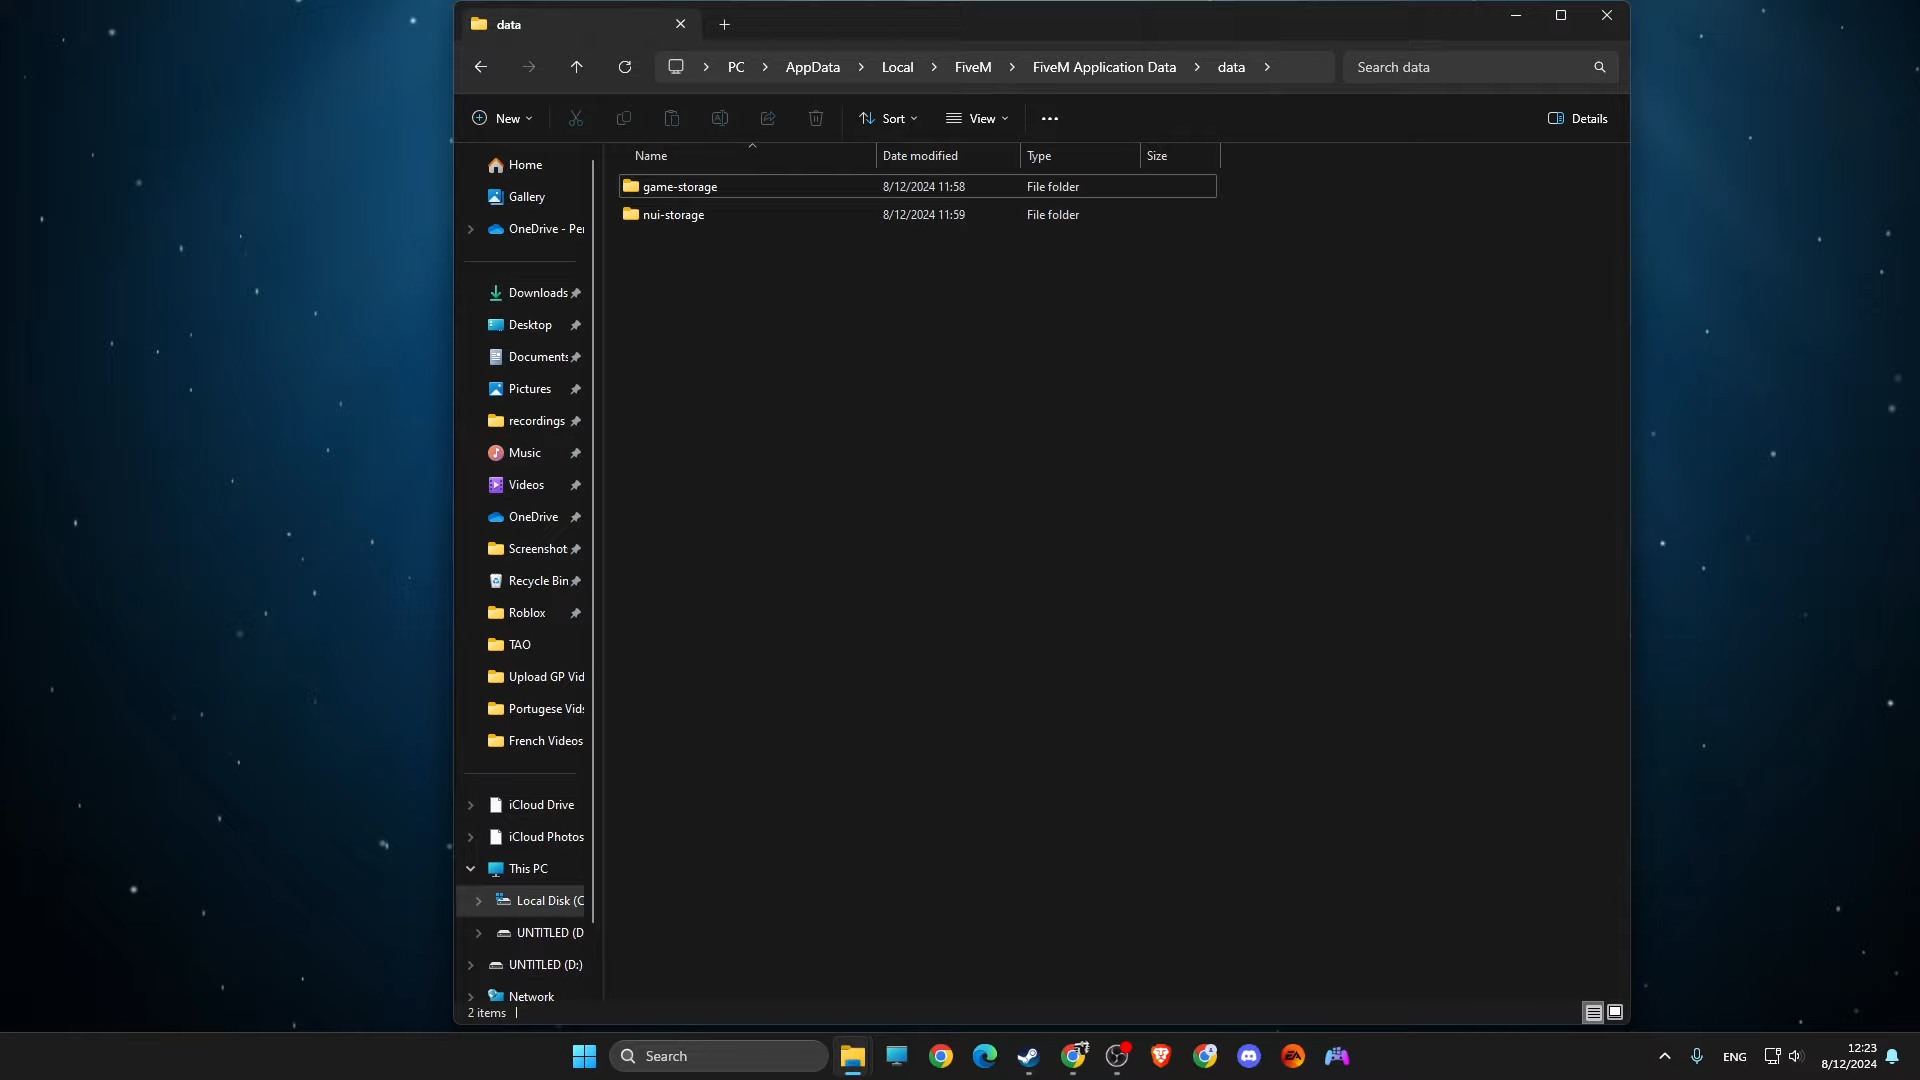 data
PC
AppData
Local
FiveM
FiveM Application Data
data
Search data
New
Sort
View
Details
Name
Date modified
Type
Size
game-storage
8/12/2024 11:58
File folder
nui-storage
8/12/2024 11:59
File folder
Home
Gallery
OneDrive - Per
Downloads
Desktop
Documents
Pictures
recordings
Music
Videos
OneDrive
Screenshot
Recycle Bin
Roblox
TAO
Upload GP Vid
Portugese Vids
French Videos
iCloud Drive
iCloud Photos
This PC
Local Disk (C
UNTITLED (D
UNTITLED (D:)
Network
2 items
Search
EA
ENG
12:23
8/12/2024